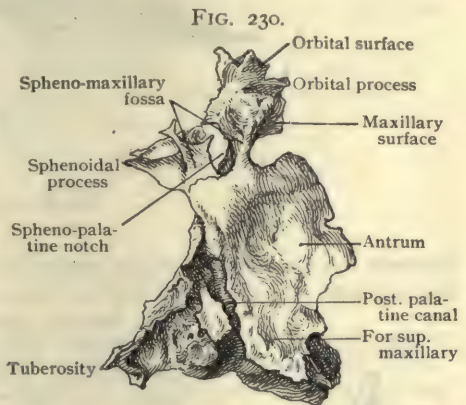 FIG. 230.
Orbital surface
Spheno-maxillary
fossa
Orbital process
Maxillary
surface
Sphenoidal
process
Spheno-pala-
tine notch
Antrum
Post. pala-
tine canal
For sup.
maxillary
Tuberosity